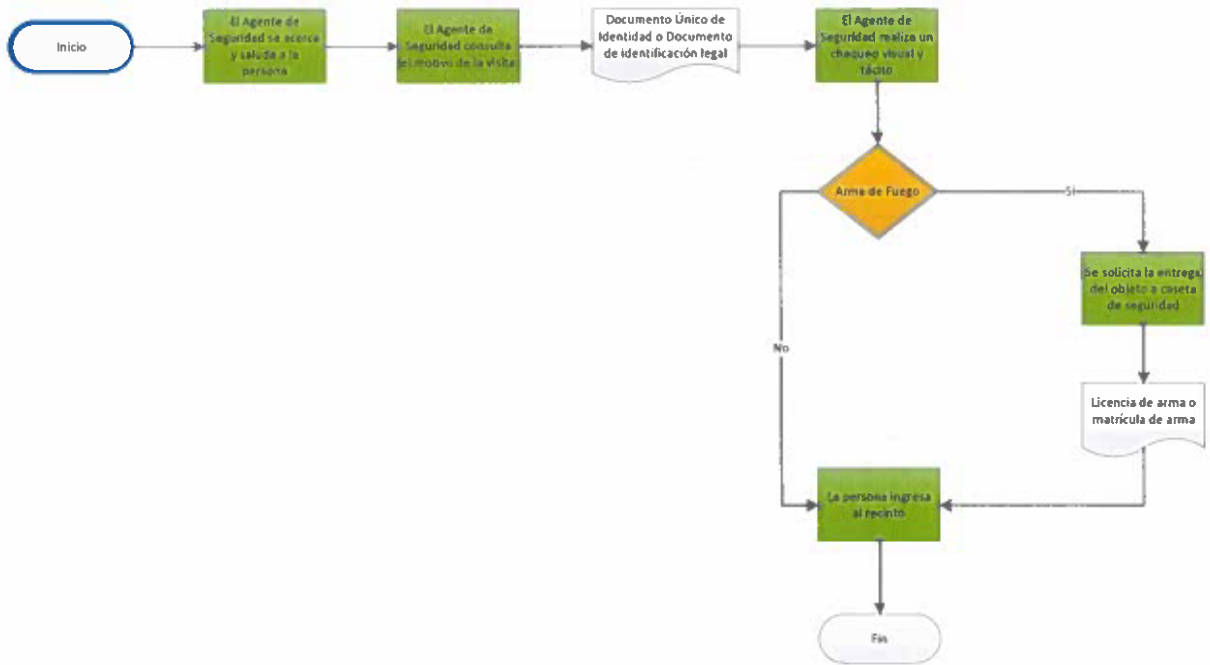 Inicio
El Agente de
Seguridad se acerca
y saluda a la
persona
El Agente de
Seguridad consulta
el motivo de la visita
Documento Único de
Identidad o Documento
de identificación legal
El Agente de
Seguridad realiza un
chequeo visual y
tácito
Arma de Fuego
Si
Se solicita la entrega
del objeto a caseta
de seguridad
No
Licencia de arma o
matrícula de arma
La persona ingresa
al recinto
Fin